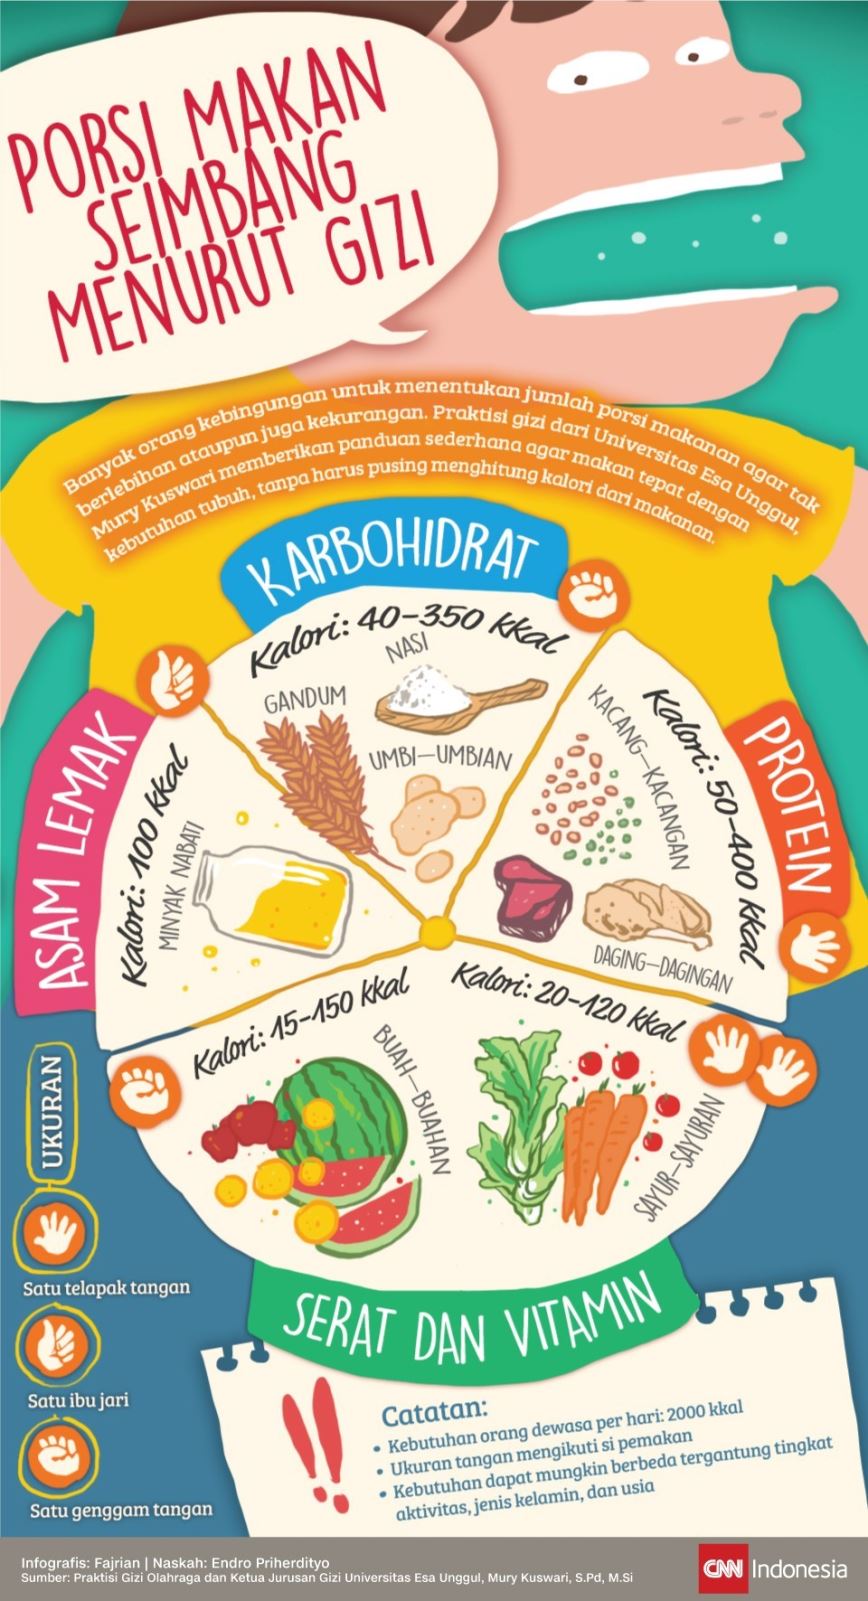 PORSI MAKAN
SEIMBANG
MENURUT GIZI
Banyak orang kebingungan untuk menentukan jumlah porsi makanan agar tak
berlebihan ataupun juga kekurangan. Praktisi gizi dari Universitas Esa Unggul,
Mury Kuswari memberikan panduan sederhana agar makan tepat dengan
kebutuhan tubuh, tanpa harus pusing menghitung kalori dari makanan.
KARBOHIDRAT
Kalori: 40-350 kkal
NASI
GANDUM
UMBI-UMBIAN
PROTEIN
Kalori: 50-400 kkal
KACANG-KACANGAN
DAGING-DAGINGAN
ASAM LEMAK
Kalori: 100 kkal
MINYAK NABATI
Kalori: 15-150 kkal
BUAH-BUAHAN
Kalori: 20-120 kkal
SAYUR-SAYURAN
SERAT DAN VITAMIN
UKURAN
Satu telapak tangan
Satu ibu jari
Satu genggam tangan
Catatan:
• Kebutuhan orang dewasa per hari: 2000 kkal
• Ukuran tangan mengikuti si pemakan
• Kebutuhan dapat mungkin berbeda tergantung tingkat
aktivitas, jenis kelamin, dan usia
Infografis: Fajrian | Naskah: Endro Priherdityo
Sumber: Praktisi Gizi Olahraga dan Ketua Jurusan Gizi Universitas Esa Unggul, Mury Kuswari, S.Pd, M.Si
CNN Indonesia